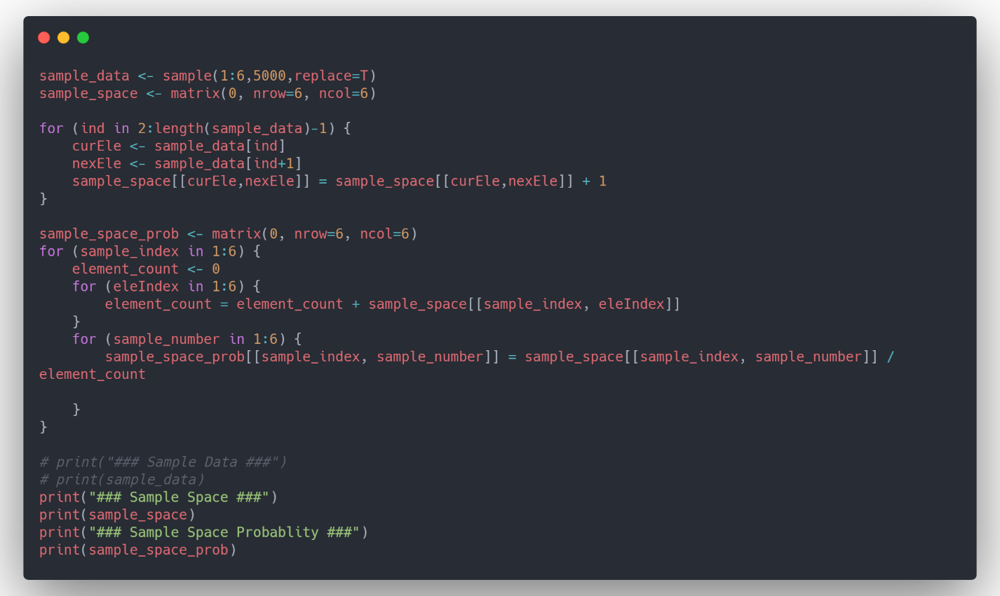 sample_data <- sample(1:6,5000,replace=T)
sample_space <- matrix(0, nrow=6, ncol=6)

for (ind in 2:length(sample_data)-1) {
    curEle <- sample_data[ind]
    nexEle <- sample_data[ind+1]
    sample_space[[curEle,nexEle]] = sample_space[[curEle,nexEle]] + 1
}

sample_space_prob <- matrix(0, nrow=6, ncol=6)
for (sample_index in 1:6) {
    element_count <- 0
    for (eleIndex in 1:6) {
        element_count = element_count + sample_space[[sample_index, eleIndex]]
    }
    for (sample_number in 1:6) {
        sample_space_prob[[sample_index, sample_number]] = sample_space[[sample_index, sample_number]] /
element_count

    }
}

# print("### Sample Data ###")
# print(sample_data)
print("### Sample Space ###")
print(sample_space)
print("### Sample Space Probablity ###")
print(sample_space_prob)